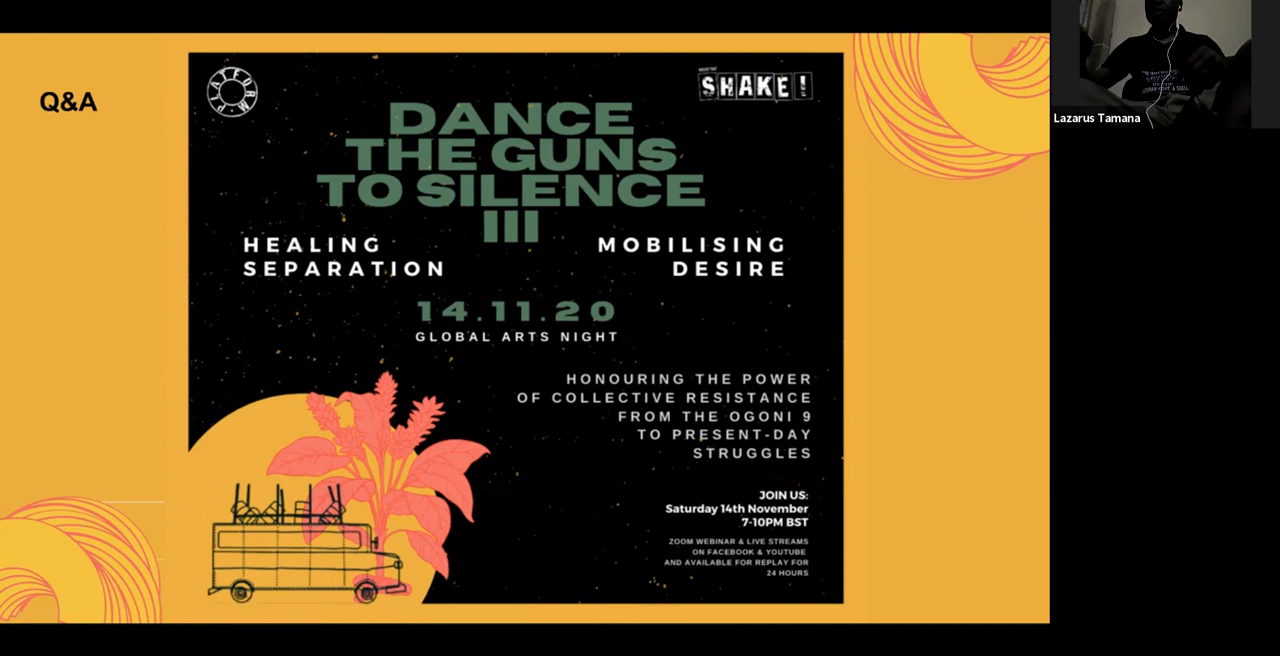 Q&A
PLATFORM
SHAKE!
DANCE
THE GUNS
TO SILENCE
III
HEALING
SEPARATION
MOBILISING
DESIRE
14.11.20
GLOBAL ARTS NIGHT
HONOURING THE POWER
OF COLLECTIVE RESISTANCE
FROM THE OGONI 9
TO PRESENT-DAY
STRUGGLES
JOIN US:
Saturday 14th November
7-10PM BST
ZOOM WEBINAR & LIVE STREAMS
ON FACEBOOK & YOUTUBE
AND AVAILABLE FOR REPLAY FOR
24 HOURS
Lazarus Tamana